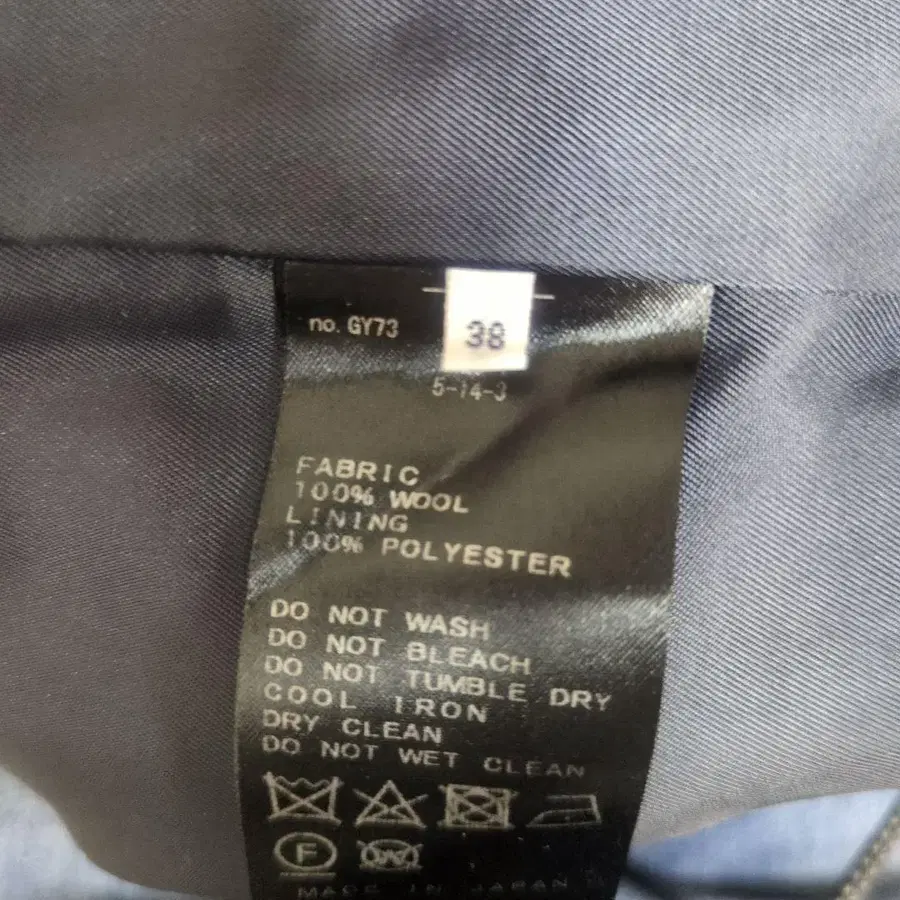 no. GY73
38
5-14-3
FABRIC
100% WOOL
LINING
100% POLYESTER
DO NOT WASH
DO NOT BLEACH
DO NOT TUMBLE DRY
COOL IRON
DRY CLEAN
DO NOT WET CLEAN
F W
MADE IN JAPAN